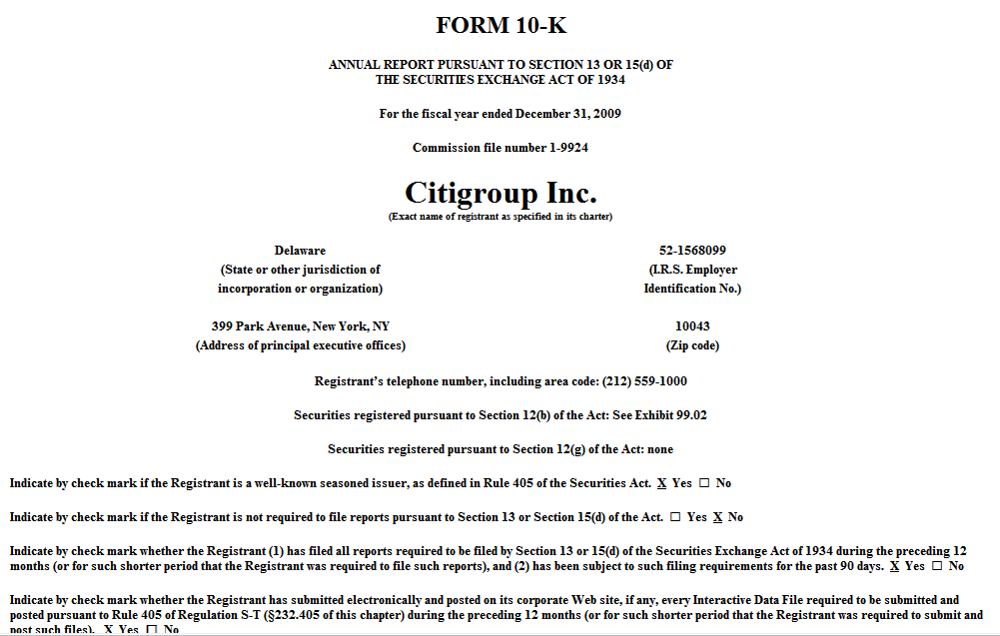 FORM 10-K
ANNUAL REPORT PURSUANT TO SECTION 13 OR 15(d) OF
THE SECURITIES EXCHANGE ACT OF 1934
For the fiscal year ended December 31, 2009
Commission file number 1-9924
Citigroup Inc.
(Exact name of registrant as specified in its charter)
Delaware 52-1568099
(State or other jurisdiction of (I.R.S. Employer
incorporation or organization) Identification No.)
399 Park Avenue, New York, NY 10043
(Address of principal executive offices) (Zip code)
Registrant's telephone number, including area code: (212) 559-1000
Securities registered pursuant to Section 12(b) of the Act: See Exhibit 99.02
Securities registered pursuant to Section 12(g) of the Act: none
Indicate by check mark if the Registrant is a well-known seasoned issuer, as defined in Rule 405 of the Securities Act. X Yes ☐ No
Indicate by check mark if the Registrant is not required to file reports pursuant to Section 13 or Section 15(d) of the Act. ☐ Yes X No
Indicate by check mark whether the Registrant (1) has filed all reports required to be filed by Section 13 or 15(d) of the Securities Exchange Act of 1934 during the preceding 12
months (or for such shorter period that the Registrant was required to file such reports), and (2) has been subject to such filing requirements for the past 90 days. X Yes ☐ No
Indicate by check mark whether the Registrant has submitted electronically and posted on its corporate Web site, if any, every Interactive Data File required to be submitted and
posted pursuant to Rule 405 of Regulation S-T (§232.405 of this chapter) during the preceding 12 months (or for such shorter period that the Registrant was required to submit and
post such files). X Yes ☐ No